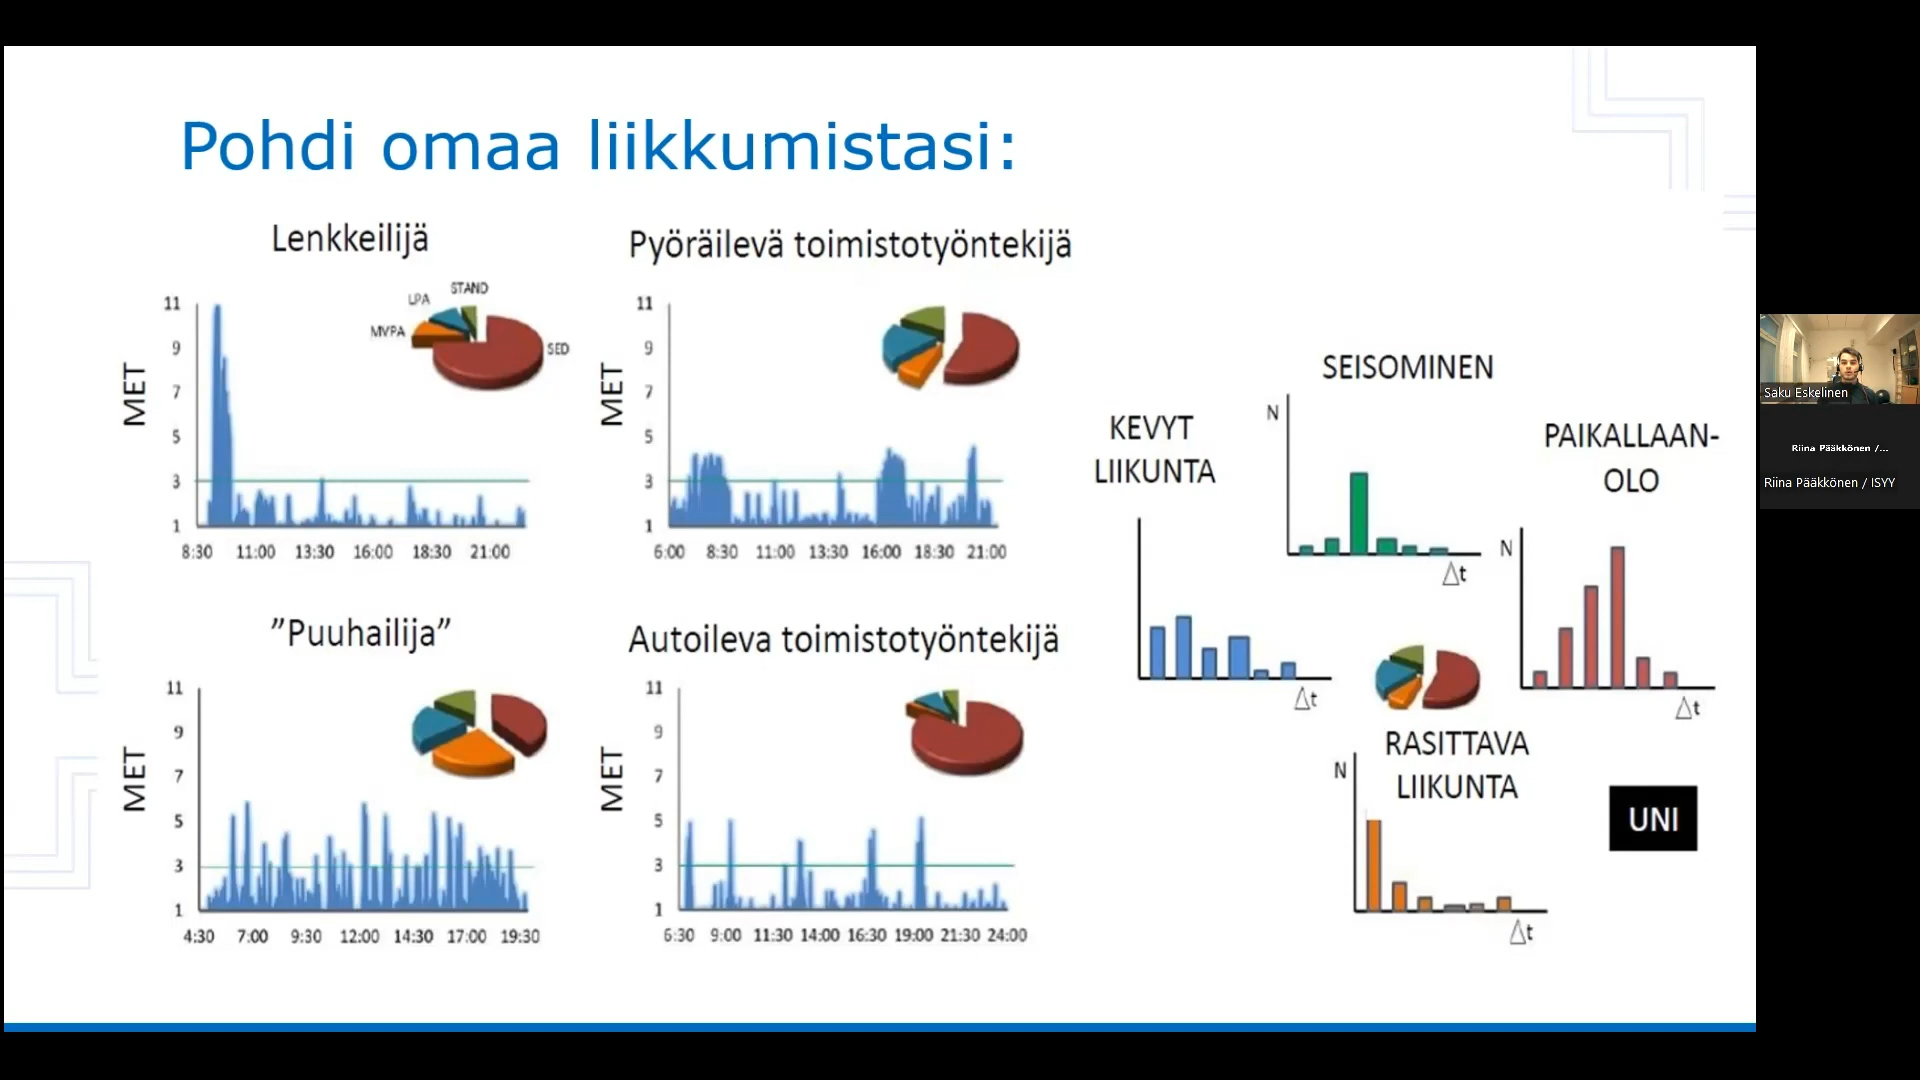 Pohdi omaa liikkumistasi:
Lenkkeilijä
MET
11
9
7
5
3
1
8:30 11:00 13:30 16:00 18:30 21:00
MVPA
LPA
STAND
SED
Pyöräilevä toimistotyöntekijä
MET
11
9
7
5
3
1
6:00 8:30 11:00 13:30 16:00 18:30 21:00
”Puuhailija”
MET
11
9
7
5
3
1
4:30 7:00 9:30 12:00 14:30 17:00 19:30
Autoileva toimistotyöntekijä
MET
11
9
7
5
3
1
6:30 9:00 11:30 14:00 16:30 19:00 21:30 24:00
KEVYT
LIIKUNTA
Δt
SEISOMINEN
N
Δt
PAIKALLAAN-
OLO
N
Δt
RASITTAVA
LIIKUNTA
N
Δt
UNI
Saku Eskelinen
Riina Pääkkönen /...
Riina Pääkkönen / ISYY